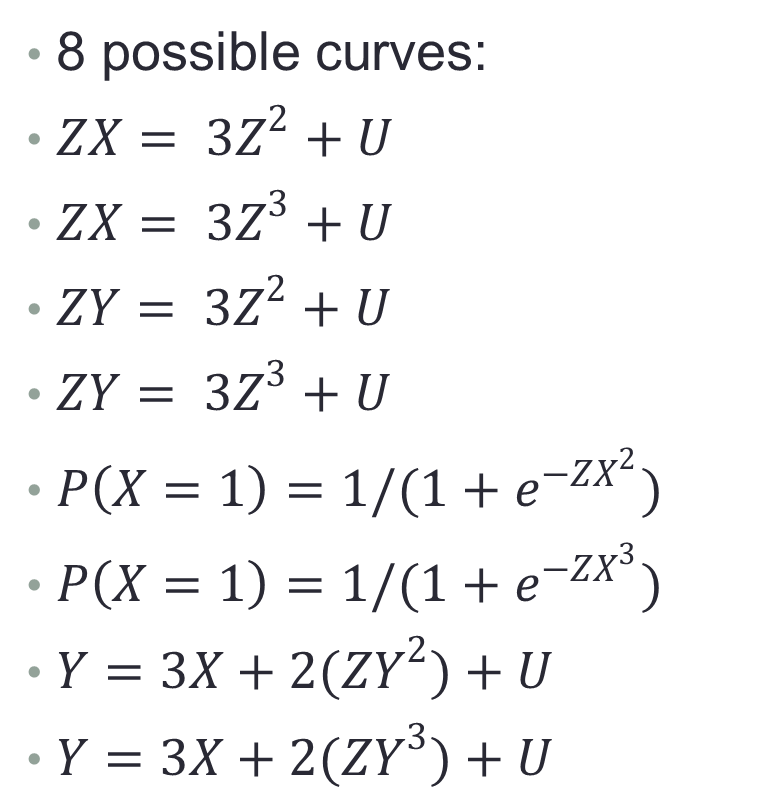 • 8 possible curves:
• ZX = 3Z² + U
• ZX = 3Z³ + U
• ZY = 3Z² + U
• ZY = 3Z³ + U
• P(X = 1) = 1/(1 + e^{−ZX²})
• P(X = 1) = 1/(1 + e^{−ZX³})
• Y = 3X + 2(ZY²) + U
• Y = 3X + 2(ZY³) + U